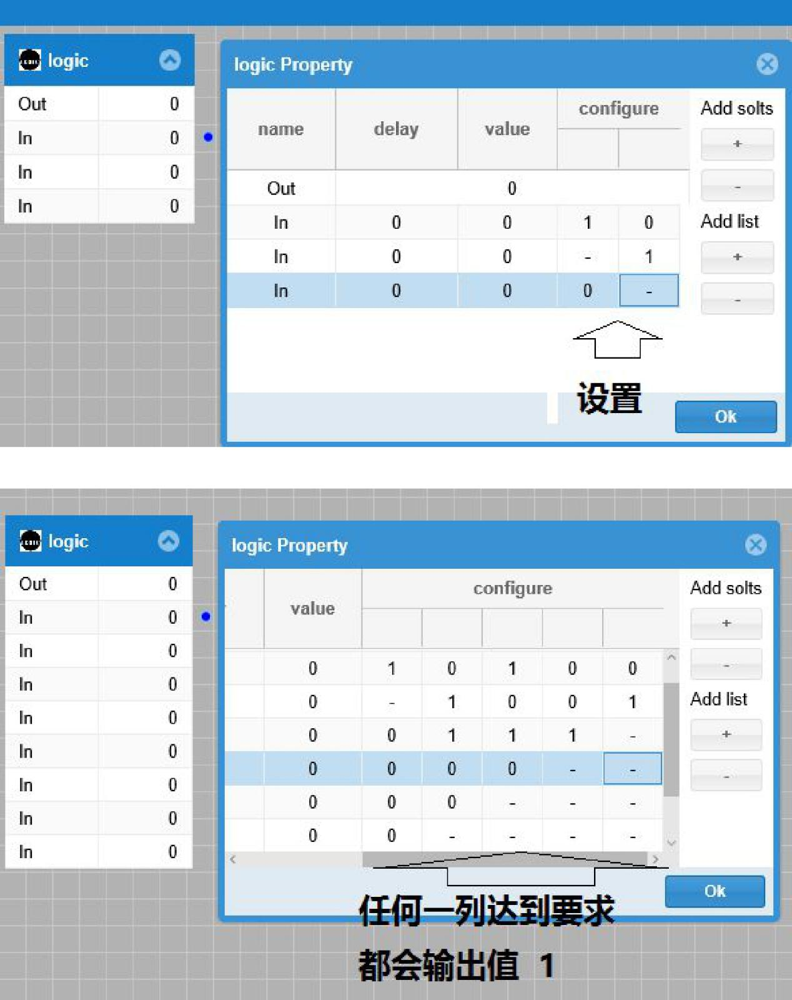 logic
Out 0
In 0
In 0
In 0
logic Property
name delay value configure
Out 0
In 0 0 1 0
In 0 0 - 1
In 0 0 0 -
Add solts
+
-
Add list
+
-
设置
Ok
logic
Out 0
In 0
In 0
In 0
In 0
In 0
In 0
In 0
In 0
logic Property
value configure
0 1 0 1 0 0
0 - 1 0 0 1
0 0 1 1 1 -
0 0 0 0 - -
0 0 0 - - -
0 0 - - - -
Add solts
+
-
Add list
+
-
Ok
任何一列达到要求
都会输出值 1